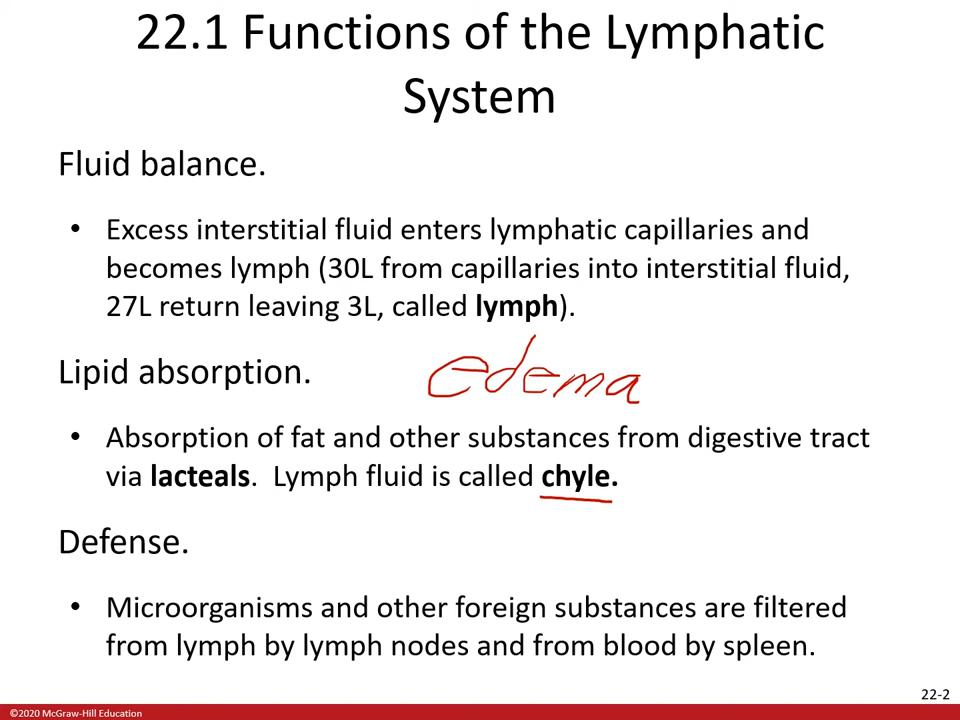 22.1 Functions of the Lymphatic
System
Fluid balance.
• Excess interstitial fluid enters lymphatic capillaries and
becomes lymph (30L from capillaries into interstitial fluid,
27L return leaving 3L, called lymph).
Lipid absorption.
edema
• Absorption of fat and other substances from digestive tract
via lacteals. Lymph fluid is called chyle.
Defense.
• Microorganisms and other foreign substances are filtered
from lymph by lymph nodes and from blood by spleen.
22-2
©2020 McGraw-Hill Education